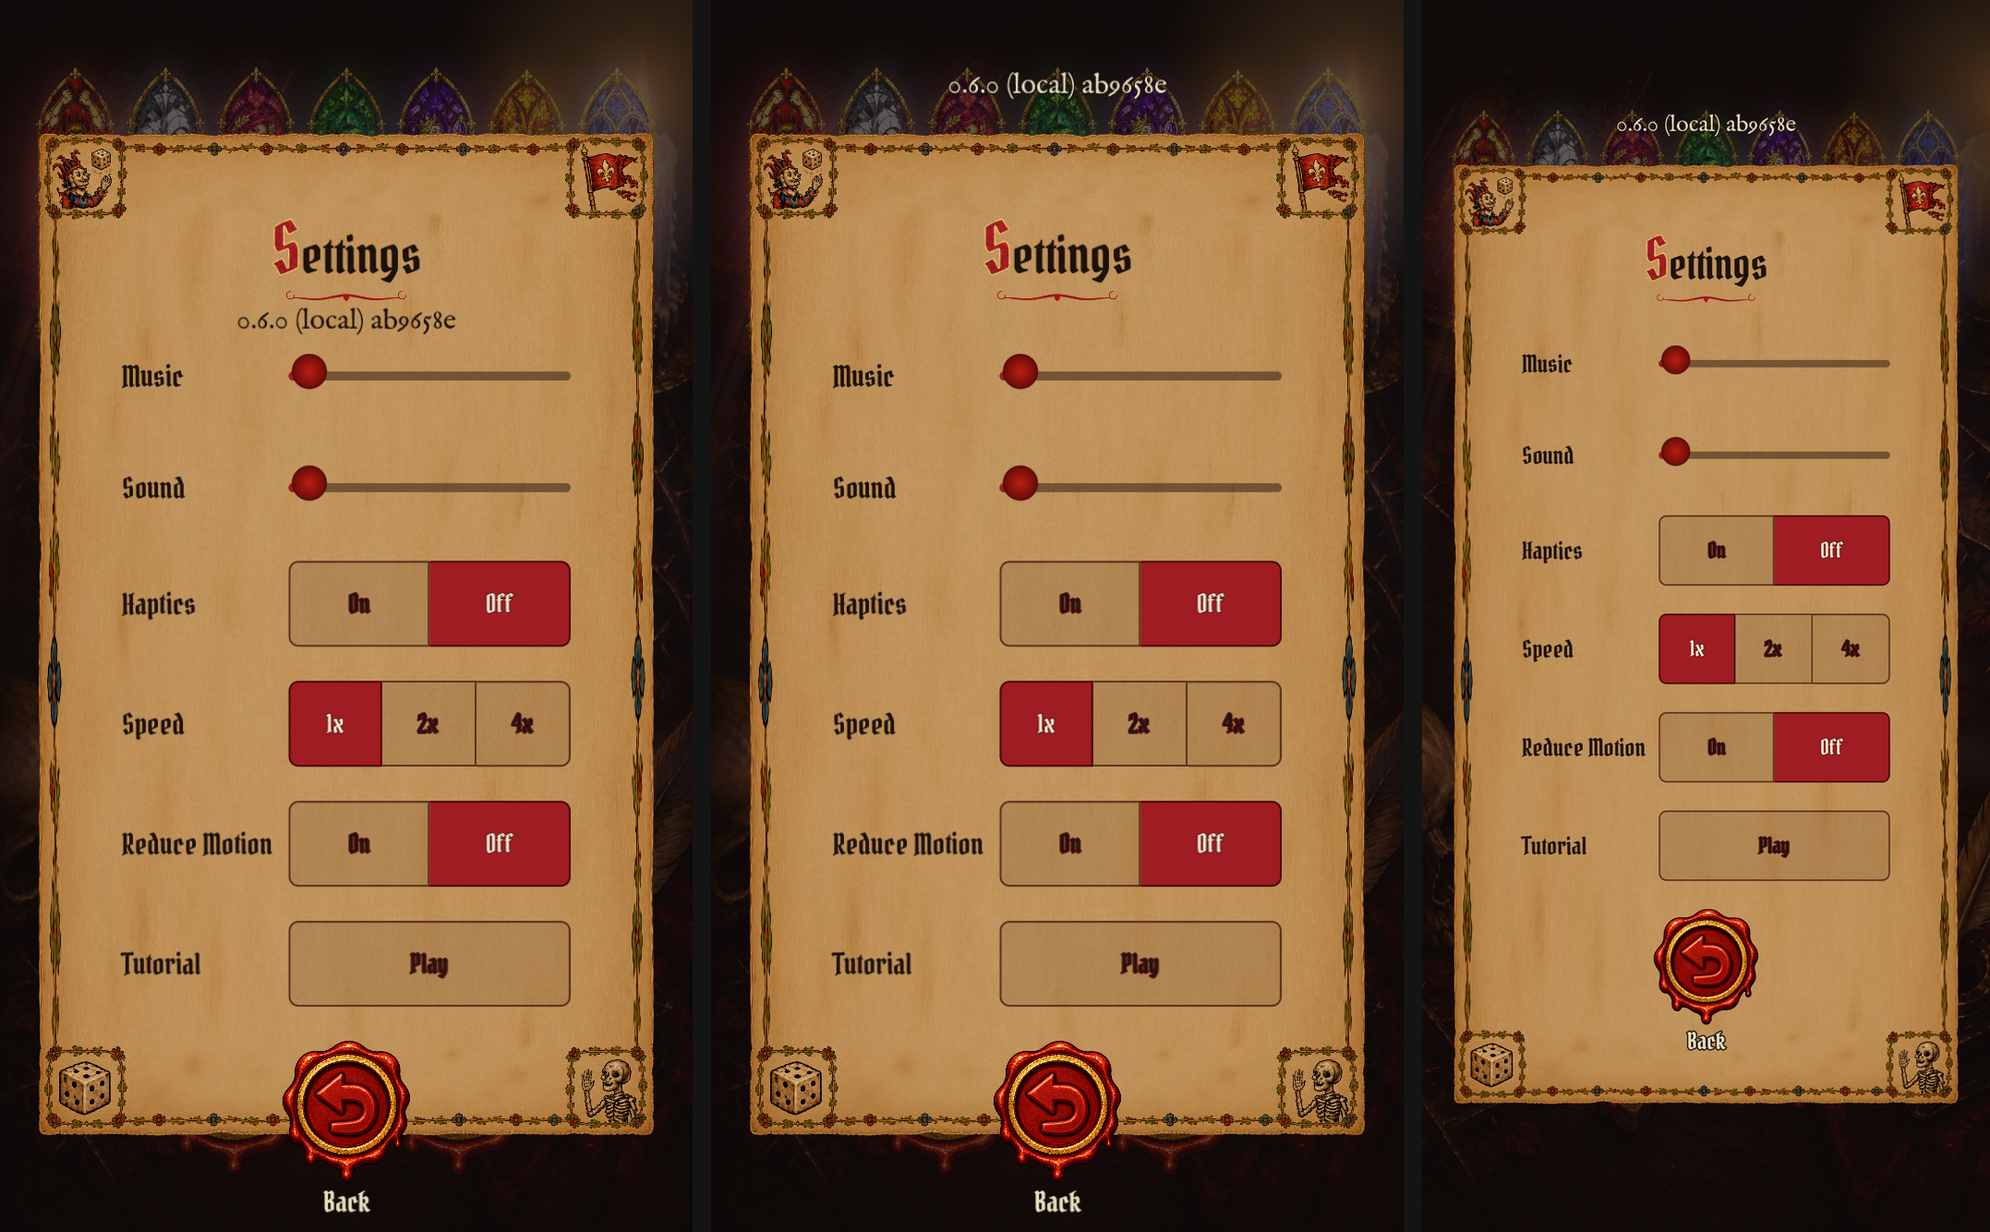 Settings
0.6.0 (local) ab9658e
Music
Sound
Haptics On Off
Speed 1x 2x 4x
Reduce Motion On Off
Tutorial Play
Back
0.6.0 (local) ab9658e
Settings
Music
Sound
Haptics On Off
Speed 1x 2x 4x
Reduce Motion On Off
Tutorial Play
Back
0.6.0 (local) ab9658e
Settings
Music
Sound
Haptics On Off
Speed 1x 2x 4x
Reduce Motion On Off
Tutorial Play
Back